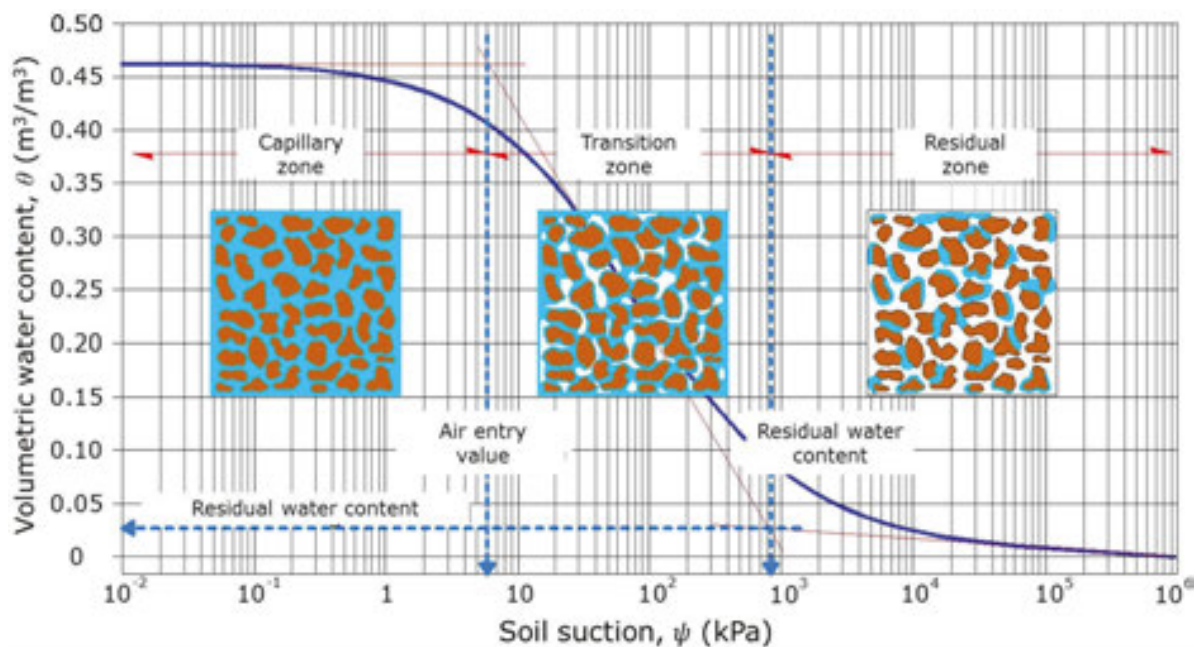 Volumetric water content, θ (m³/m³)
0.50
0.45
0.40
0.35
0.30
0.25
0.20
0.15
0.10
0.05
0
Capillary
zone
Transition
zone
Residual
zone
Air entry
value
Residual water
content
Residual water content
10⁻²
10⁻¹
1
10
10²
10³
10⁴
10⁵
10⁶
Soil suction, ψ (kPa)